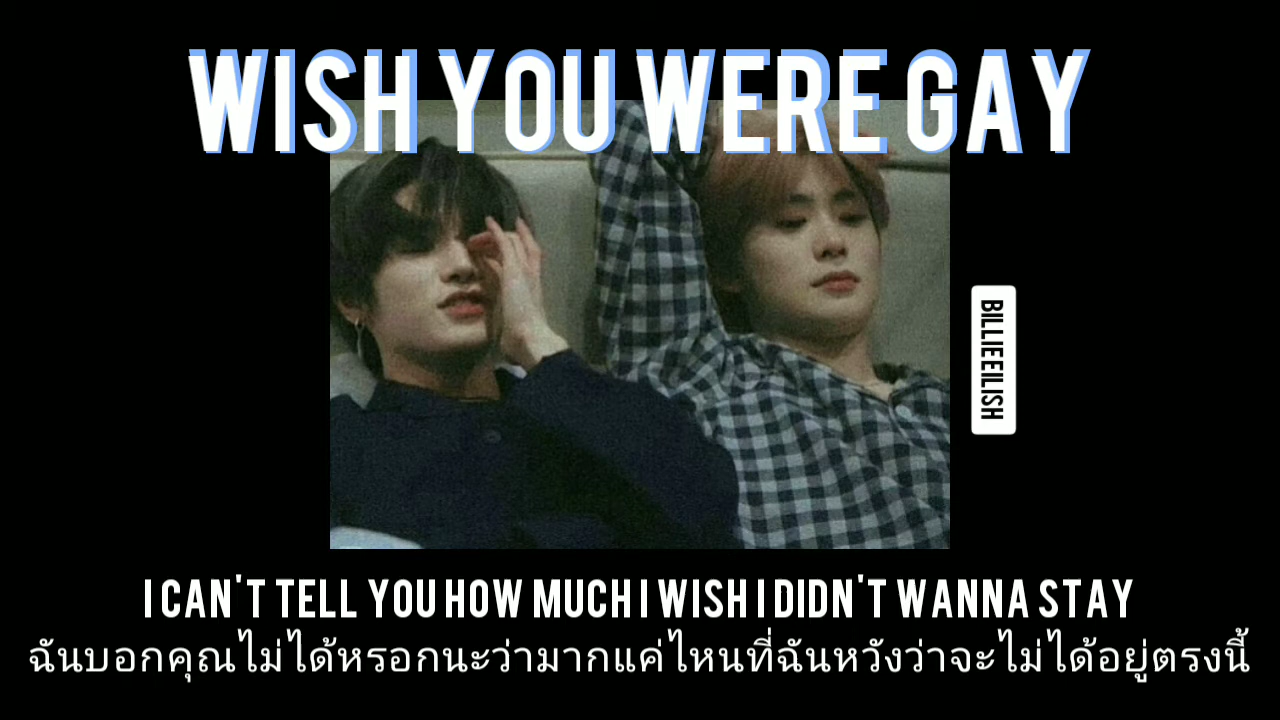 WISH YOU WERE GAY
BILLIEEILISH
I CAN'T TELL YOU HOW MUCH I WISH I DIDN'T WANNA STAY
ฉันบอกคุณไม่ได้หรอกนะว่ามากแค่ไหนที่ฉันหวังว่าจะไม่ได้อยู่ตรงนี้